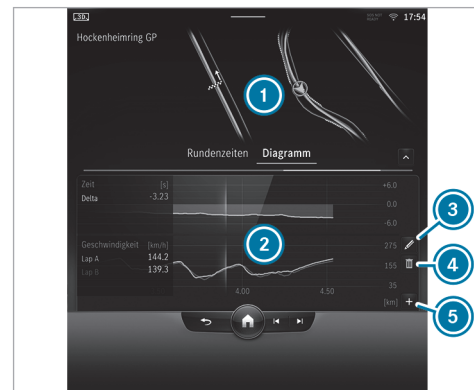 3D
17:54
Hockenheimring GP
1
Rundenzeiten Diagramm
Zeit [s]
Delta -3.23
+6.0
0.0
-6.0
3
Geschwindigkeit [km/h]
Lap A 144.2
Lap B 139.3
2
275
155
35
4
4.00 4.50
[km]
5